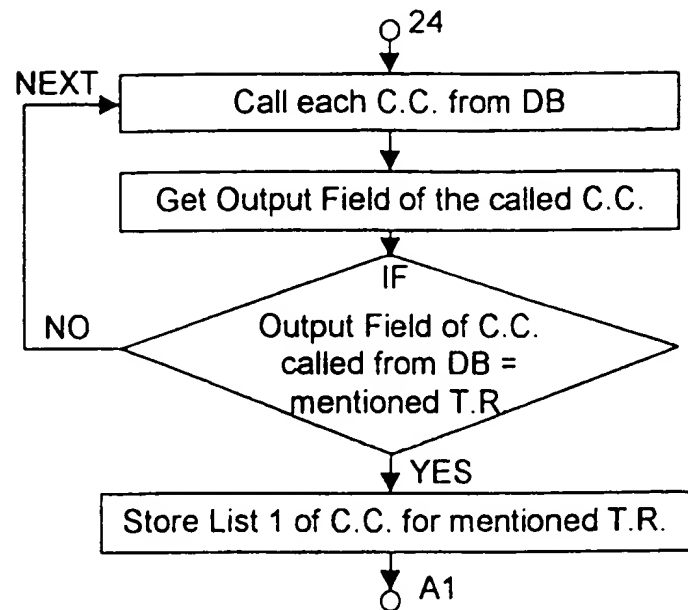 24
NEXT
Call each C.C. from DB
Get Output Field of the called C.C.
IF
NO
Output Field of C.C.
called from DB =
mentioned T.R.
YES
Store List 1 of C.C. for mentioned T.R.
A1